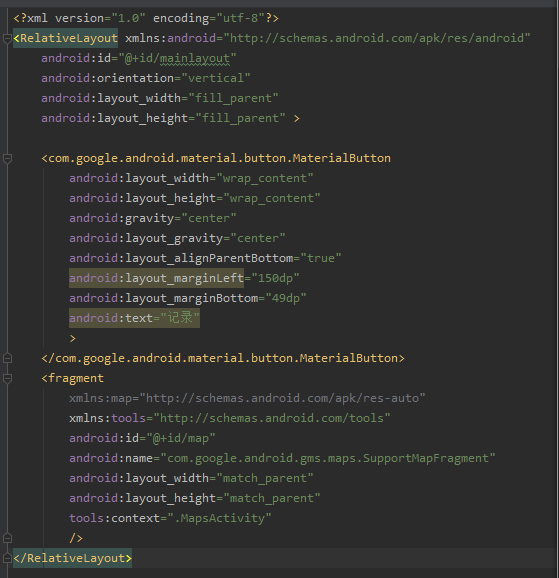 <?xml version="1.0" encoding="utf-8"?>
<RelativeLayout xmlns:android="http://schemas.android.com/apk/res/android"
    android:id="@+id/mainlayout"
    android:orientation="vertical"
    android:layout_width="fill_parent"
    android:layout_height="fill_parent" >

    <com.google.android.material.button.MaterialButton
        android:layout_width="wrap_content"
        android:layout_height="wrap_content"
        android:gravity="center"
        android:layout_gravity="center"
        android:layout_alignParentBottom="true"
        android:layout_marginLeft="150dp"
        android:layout_marginBottom="49dp"
        android:text="记录"
        >
    </com.google.android.material.button.MaterialButton>
    <fragment
        xmlns:map="http://schemas.android.com/apk/res-auto"
        xmlns:tools="http://schemas.android.com/tools"
        android:id="@+id/map"
        android:name="com.google.android.gms.maps.SupportMapFragment"
        android:layout_width="match_parent"
        android:layout_height="match_parent"
        tools:context=".MapsActivity"
        />
</RelativeLayout>